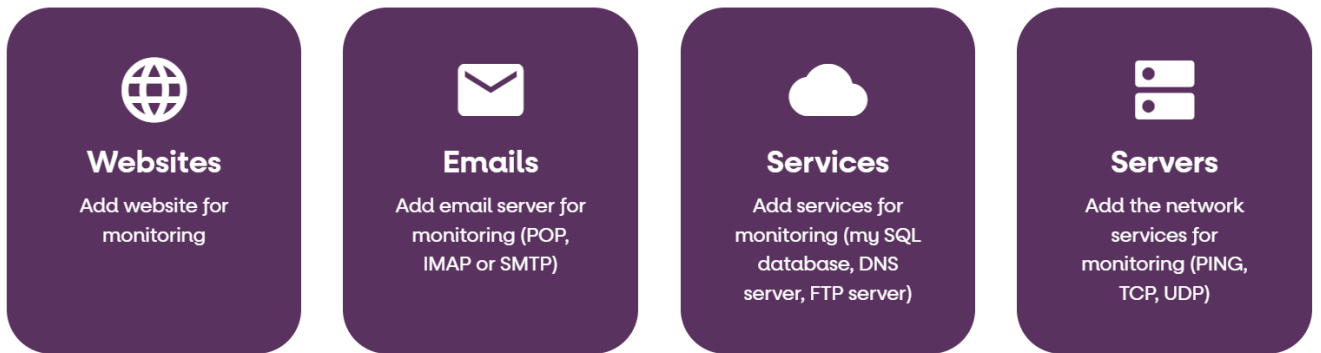 Websites
Add website for
monitoring
Emails
Add email server for
monitoring (POP,
IMAP or SMTP)
Services
Add services for
monitoring (my SQL
database, DNS
server, FTP server)
Servers
Add the network
services for
monitoring (PING,
TCP, UDP)